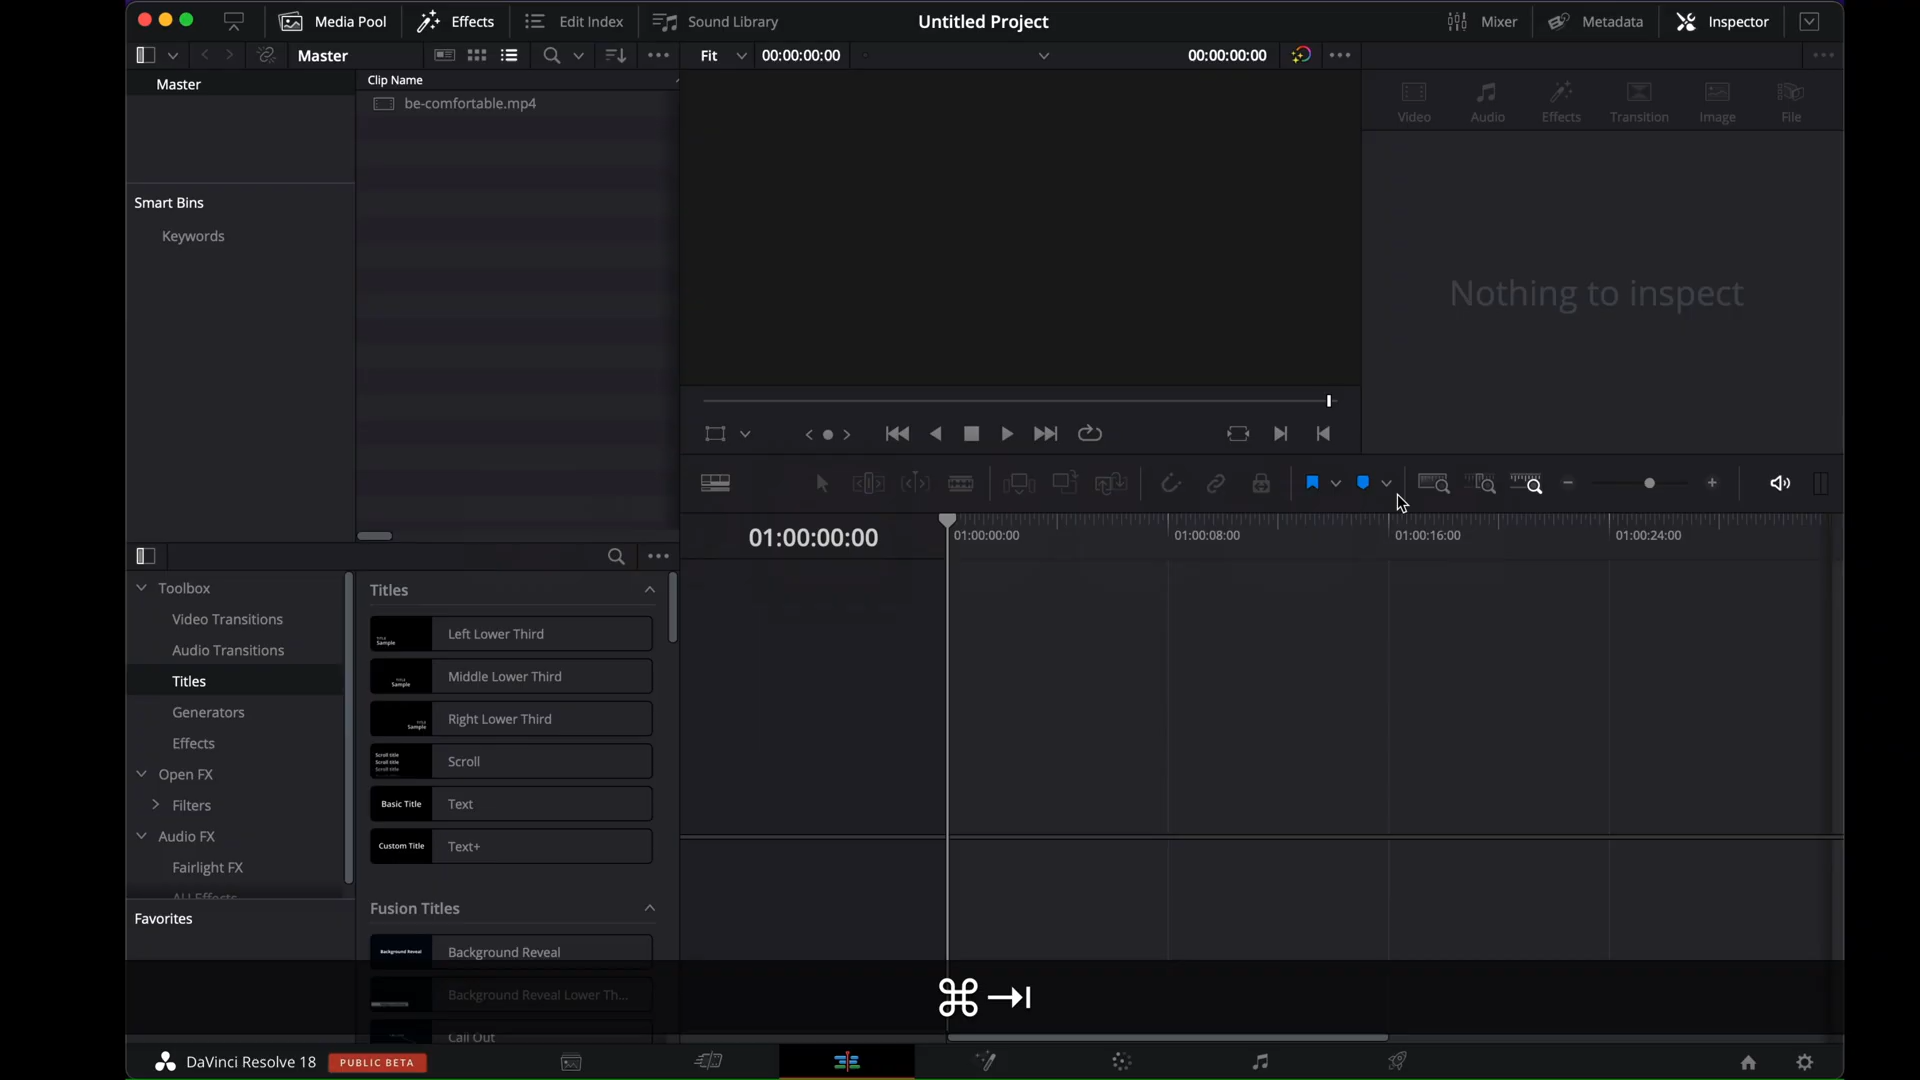 Media Pool
Effects
Edit Index
Sound Library
Untitled Project
Mixer
Metadata
Inspector
Master
Fit
00:00:00:00
00:00:00:00
Master
Clip Name
be-comfortable.mp4
Smart Bins
Keywords
Video
Audio
Effects
Transition
Image
File
Nothing to inspect
01:00:00:00
01:00:00:00
01:00:08:00
01:00:16:00
01:00:24:00
Toolbox
Video Transitions
Audio Transitions
Titles
Generators
Effects
Open FX
Filters
Audio FX
Fairlight FX
AU Effects
Favorites
Titles
Left Lower Third
Middle Lower Third
Right Lower Third
Scroll
Basic Title
Text
Custom Title
Text+
Fusion Titles
Background Reveal
Background Reveal
Background Reveal Lower Th...
Call Out
⌘⇥
DaVinci Resolve 18
PUBLIC BETA